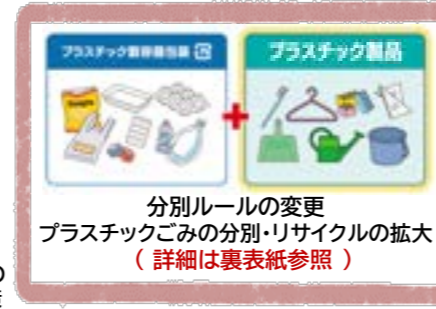 プラスチック製容器包装
プラスチック製品
+
分別ルールの変更
プラスチックごみの分別・リサイクルの拡大
( 詳細は裏表紙参照 )
の